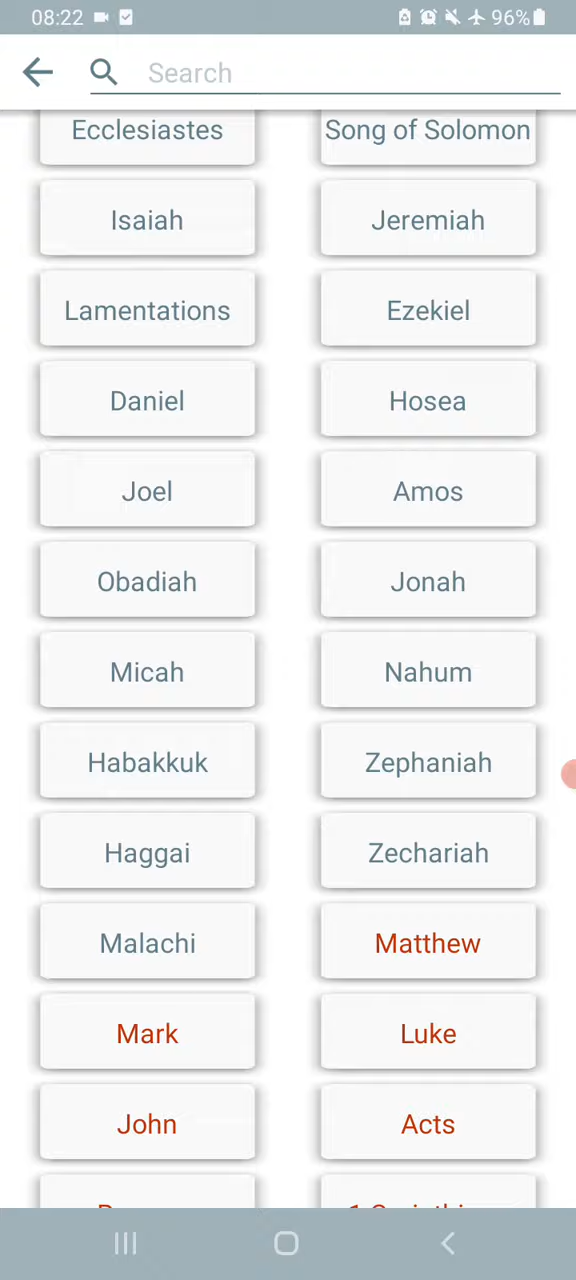 08:22 96%
Search
Ecclesiastes Song of Solomon
Isaiah Jeremiah
Lamentations Ezekiel
Daniel Hosea
Joel Amos
Obadiah Jonah
Micah Nahum
Habakkuk Zephaniah
Haggai Zechariah
Malachi Matthew
Mark Luke
John Acts